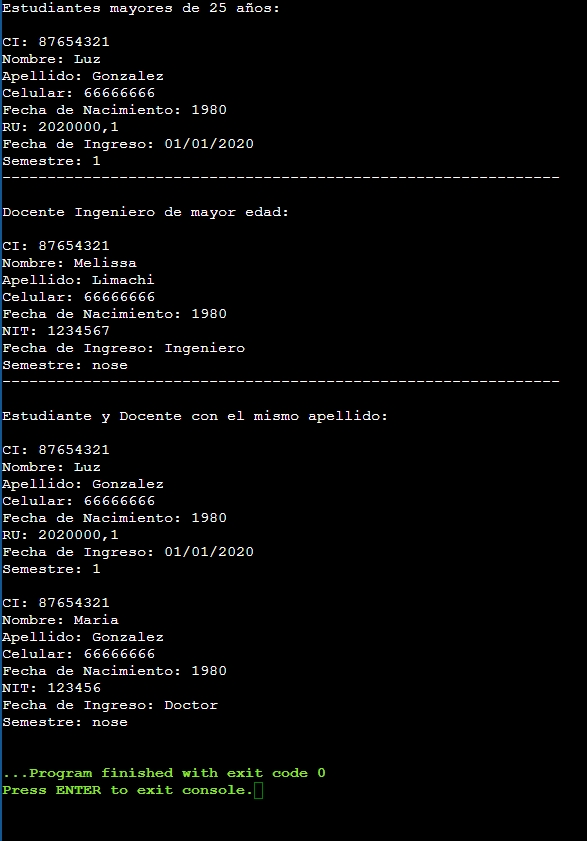 Estudiantes mayores de 25 años:
CI: 87654321
Nombre: Luz
Apellido: Gonzalez
Celular: 66666666
Fecha de Nacimiento: 1980
RU: 2020000,1
Fecha de Ingreso: 01/01/2020
Semestre: 1
--------------------------------------------------------------
Docente Ingeniero de mayor edad:
CI: 87654321
Nombre: Melissa
Apellido: Limachi
Celular: 66666666
Fecha de Nacimiento: 1980
NIT: 1234567
Fecha de Ingreso: Ingeniero
Semestre: nose
--------------------------------------------------------------
Estudiante y Docente con el mismo apellido:
CI: 87654321
Nombre: Luz
Apellido: Gonzalez
Celular: 66666666
Fecha de Nacimiento: 1980
RU: 2020000,1
Fecha de Ingreso: 01/01/2020
Semestre: 1
CI: 87654321
Nombre: Maria
Apellido: Gonzalez
Celular: 66666666
Fecha de Nacimiento: 1980
NIT: 123456
Fecha de Ingreso: Doctor
Semestre: nose
...Program finished with exit code 0
Press ENTER to exit console.